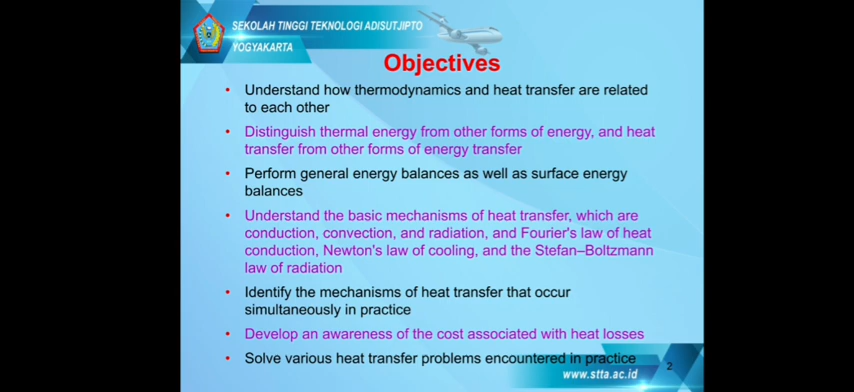 SEKOLAH TINGGI TEKNOLOGI ADISUTJIPTO
YOGYAKARTA
Objectives
• Understand how thermodynamics and heat transfer are related
to each other
• Distinguish thermal energy from other forms of energy, and heat
transfer from other forms of energy transfer
• Perform general energy balances as well as surface energy
balances
• Understand the basic mechanisms of heat transfer, which are
conduction, convection, and radiation, and Fourier's law of heat
conduction, Newton's law of cooling, and the Stefan–Boltzmann
law of radiation
• Identify the mechanisms of heat transfer that occur
simultaneously in practice
• Develop an awareness of the cost associated with heat losses
• Solve various heat transfer problems encountered in practice
2
www.stta.ac.id